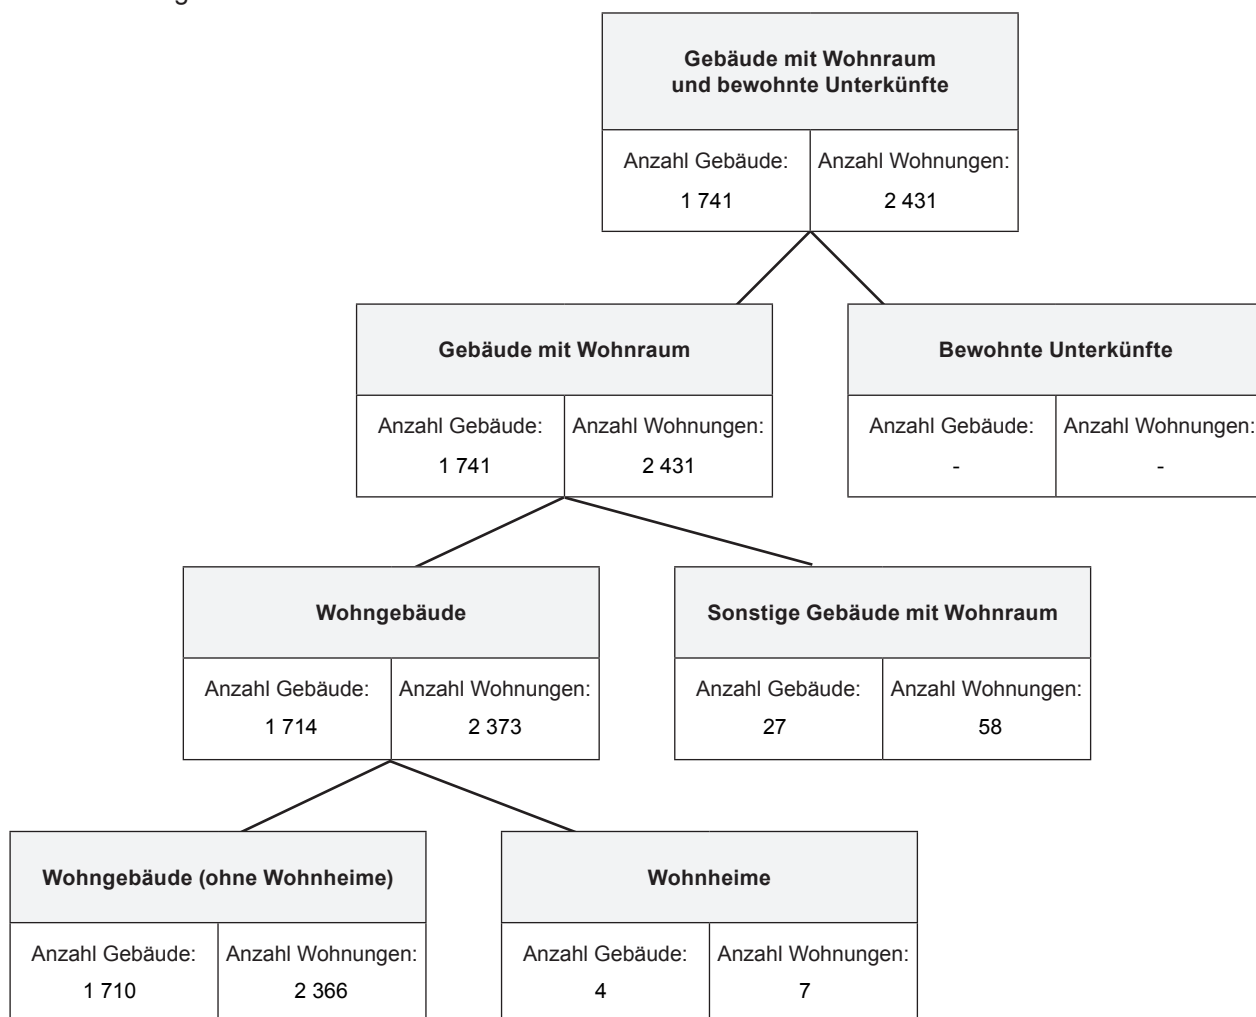 Gebäude mit Wohnraum
und bewohnte Unterkünfte
Anzahl Gebäude: Anzahl Wohnungen:
1 741 2 431
Gebäude mit Wohnraum Bewohnte Unterkünfte
Anzahl Gebäude: Anzahl Wohnungen: Anzahl Gebäude: Anzahl Wohnungen:
1 741 2 431 - -
Wohngebäude Sonstige Gebäude mit Wohnraum
Anzahl Gebäude: Anzahl Wohnungen: Anzahl Gebäude: Anzahl Wohnungen:
1 714 2 373 27 58
Wohngebäude (ohne Wohnheime) Wohnheime
Anzahl Gebäude: Anzahl Wohnungen: Anzahl Gebäude: Anzahl Wohnungen:
1 710 2 366 4 7